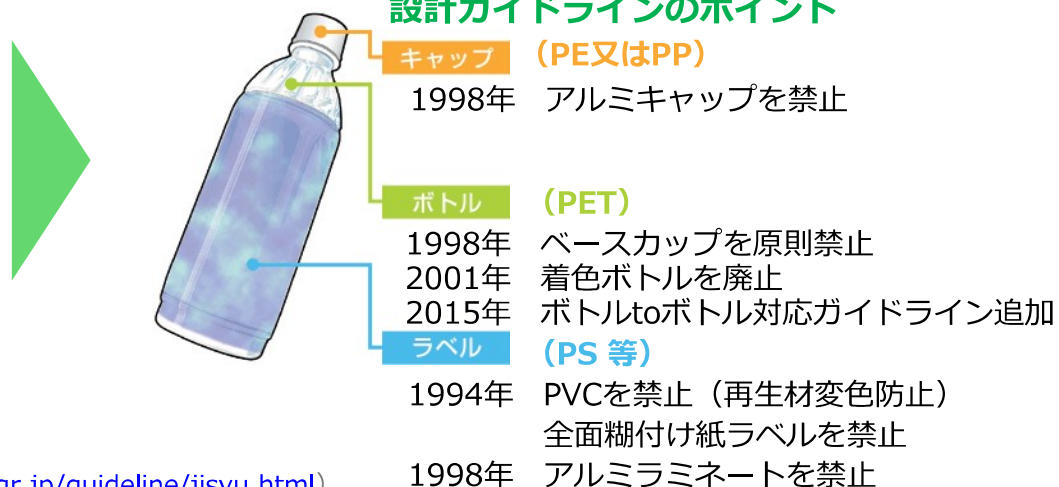 設計ガイドラインのポイント
キャップ (PE又はPP)
1998年 アルミキャップを禁止
ボトル (PET)
1998年 ベースカップを原則禁止
2001年 着色ボトルを廃止
2015年 ボトルtoボトル対応ガイドライン追加
ラベル (PS 等)
1994年 PVCを禁止（再生材変色防止）
全面糊付け紙ラベルを禁止
1998年 アルミラミネートを禁止
gr.jp/guideline/jisyu.html）